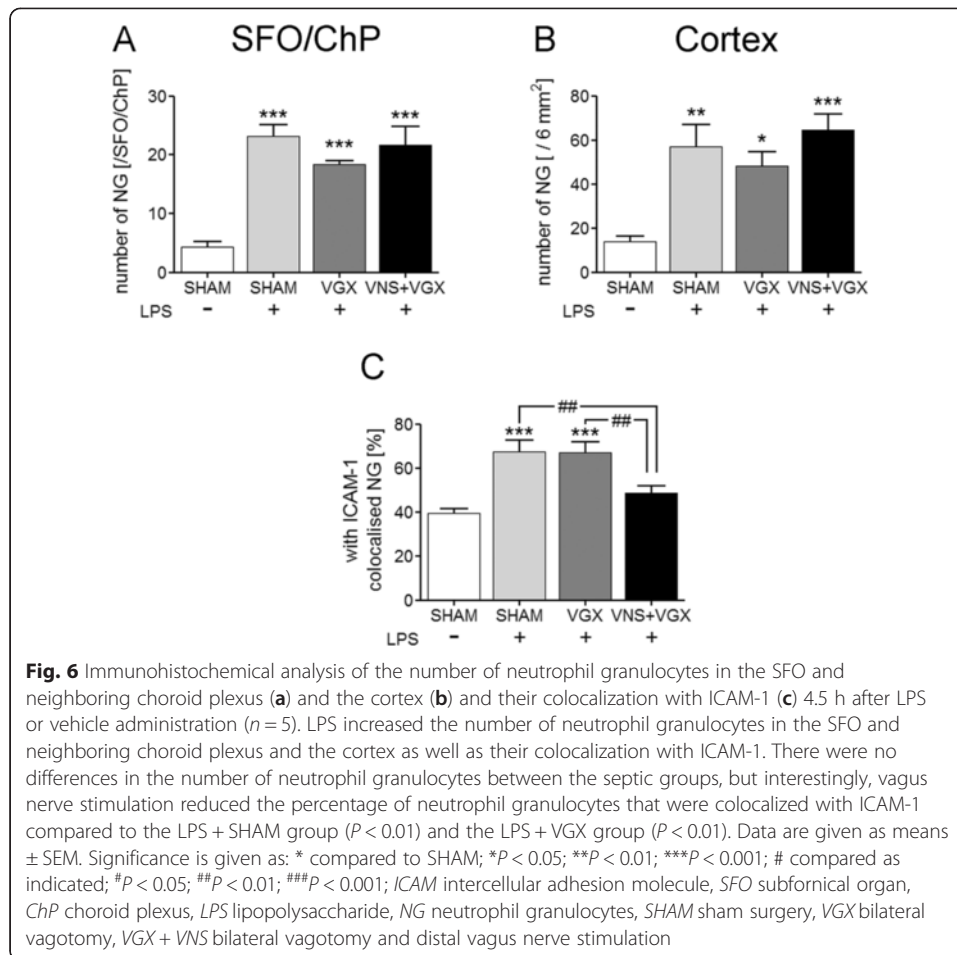 A SFO/ChP
B Cortex
number of NG [/SFO/ChP]
30
20
10
0
*** *** ***
SHAM SHAM VGX VNS+VGX
LPS - + + +
number of NG [ / 6 mm²]
80
60
40
20
0
** * ***
SHAM SHAM VGX VNS+VGX
LPS - + + +
C
with ICAM-1
colocalised NG [%]
80
60
40
20
0
##
*** *** ##
SHAM SHAM VGX VNS+VGX
LPS - + + +
Fig. 6 Immunohistochemical analysis of the number of neutrophil granulocytes in the SFO and
neighboring choroid plexus (a) and the cortex (b) and their colocalization with ICAM-1 (c) 4.5 h after LPS
or vehicle administration (n = 5). LPS increased the number of neutrophil granulocytes in the SFO and
neighboring choroid plexus and the cortex as well as their colocalization with ICAM-1. There were no
differences in the number of neutrophil granulocytes between the septic groups, but interestingly, vagus
nerve stimulation reduced the percentage of neutrophil granulocytes that were colocalized with ICAM-1
compared to the LPS + SHAM group (P < 0.01) and the LPS + VGX group (P < 0.01). Data are given as means
± SEM. Significance is given as: * compared to SHAM; *P < 0.05; **P < 0.01; ***P < 0.001; # compared as
indicated; #P < 0.05; ##P < 0.01; ###P < 0.001; ICAM intercellular adhesion molecule, SFO subfornical organ,
ChP choroid plexus, LPS lipopolysaccharide, NG neutrophil granulocytes, SHAM sham surgery, VGX bilateral
vagotomy, VGX + VNS bilateral vagotomy and distal vagus nerve stimulation